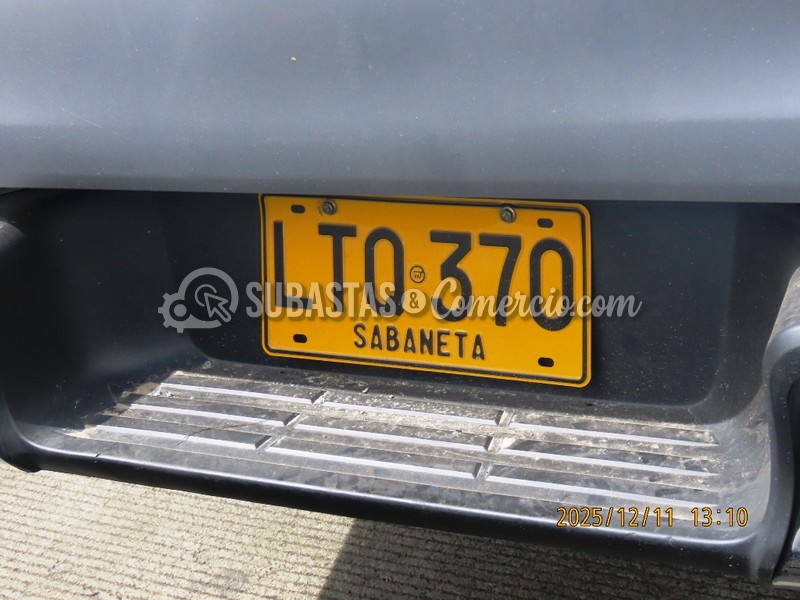 LTQ 370
SUBASTAS & Comercio.com
SABANETA
2025/12/11 13:10